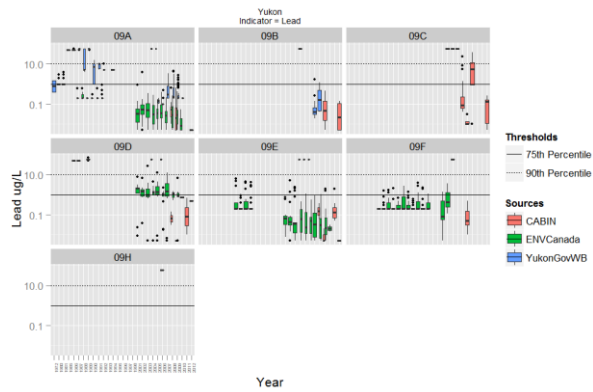 Yukon
Indicator = Lead
09A
09B
09C
10.0
0.1
09D
09E
09F
10.0
0.1
09H
10.0
0.1
Lead ug/L
Year
Thresholds
75th Percentile
90th Percentile
Sources
CABIN
ENVCanada
YukonGovWB